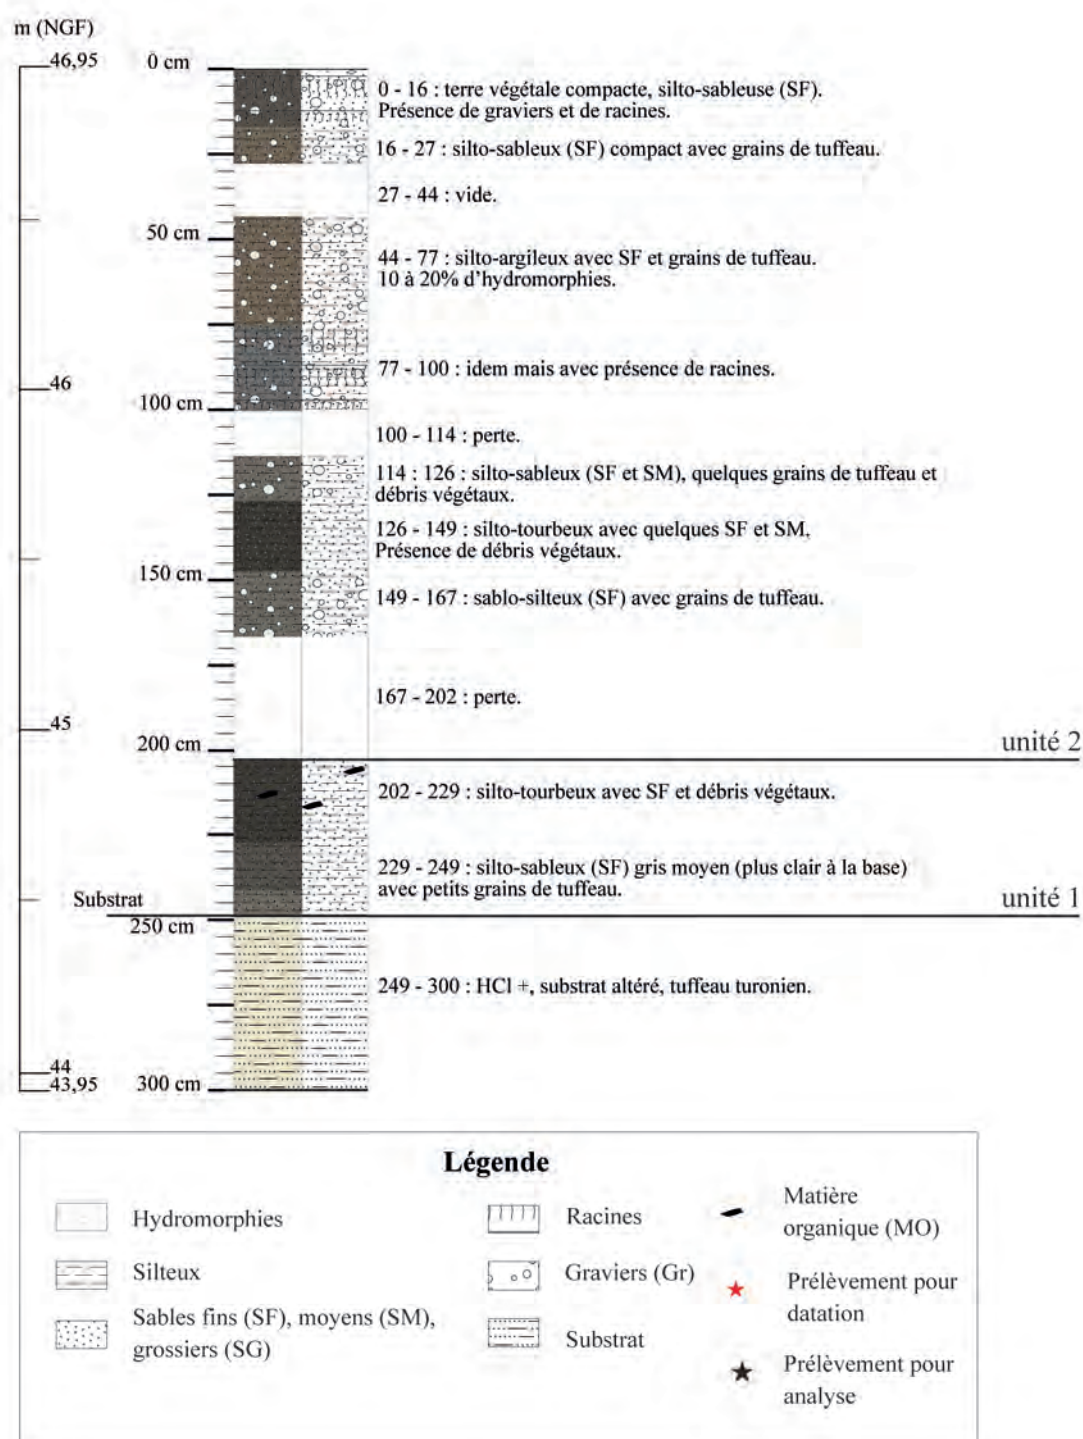 m (NGF)
46,95
0 cm
0 - 16 : terre végétale compacte, silto-sableuse (SF).
Présence de graviers et de racines.
16 - 27 : silto-sableux (SF) compact avec grains de tuffeau.
27 - 44 : vide.
50 cm
44 - 77 : silto-argileux avec SF et grains de tuffeau.
10 à 20% d'hydromorphies.
77 - 100 : idem mais avec présence de racines.
46
100 cm
100 - 114 : perte.
114 : 126 : silto-sableux (SF et SM), quelques grains de tuffeau et
débris végétaux.
126 - 149 : silto-tourbeux avec quelques SF et SM.
Présence de débris végétaux.
150 cm
149 - 167 : sablo-silteux (SF) avec grains de tuffeau.
167 - 202 : perte.
45
200 cm
unité 2
202 - 229 : silto-tourbeux avec SF et débris végétaux.
229 - 249 : silto-sableux (SF) gris moyen (plus clair à la base)
avec petits grains de tuffeau.
Substrat
unité 1
250 cm
249 - 300 : HCl +, substrat altéré, tuffeau turonien.
44
43,95
300 cm
Légende
Hydromorphies
Silteux
Sables fins (SF), moyens (SM),
grossiers (SG)
Racines
Graviers (Gr)
Substrat
Matière
organique (MO)
Prélèvement pour
datation
Prélèvement pour
analyse